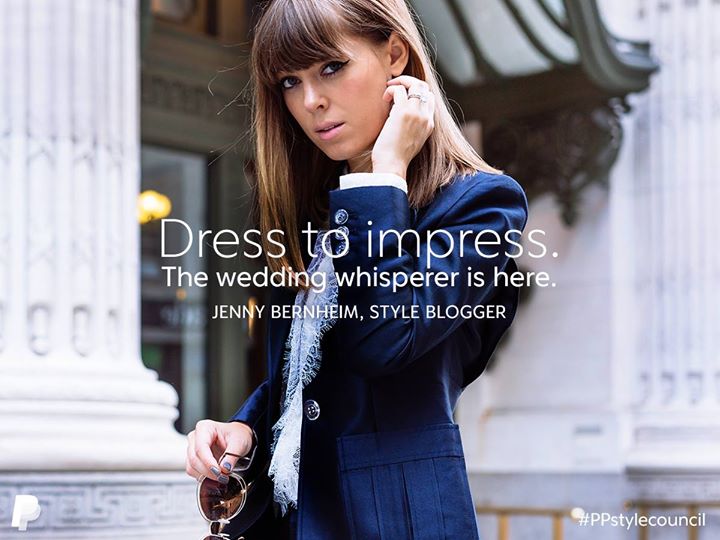 Dress to impress.
The wedding whisperer is here.
JENNY BERNHEIM, STYLE BLOGGER
#PPstylecouncil